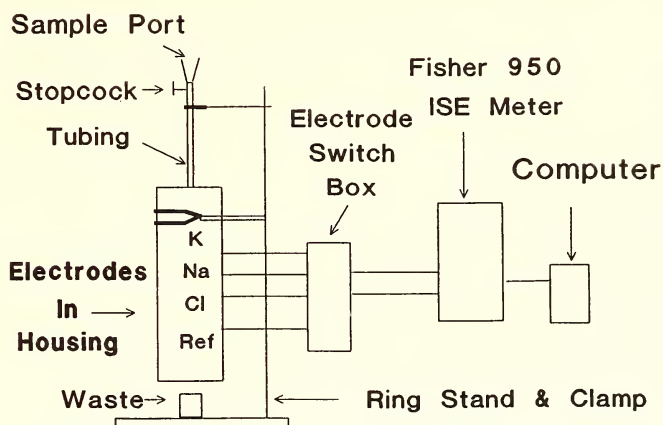 Sample Port
Stopcock
Tubing
Fisher 950
ISE Meter
Electrode
Switch
Box
Computer
K
Na
Cl
Ref
Electrodes
In
Housing
Waste
Ring Stand & Clamp